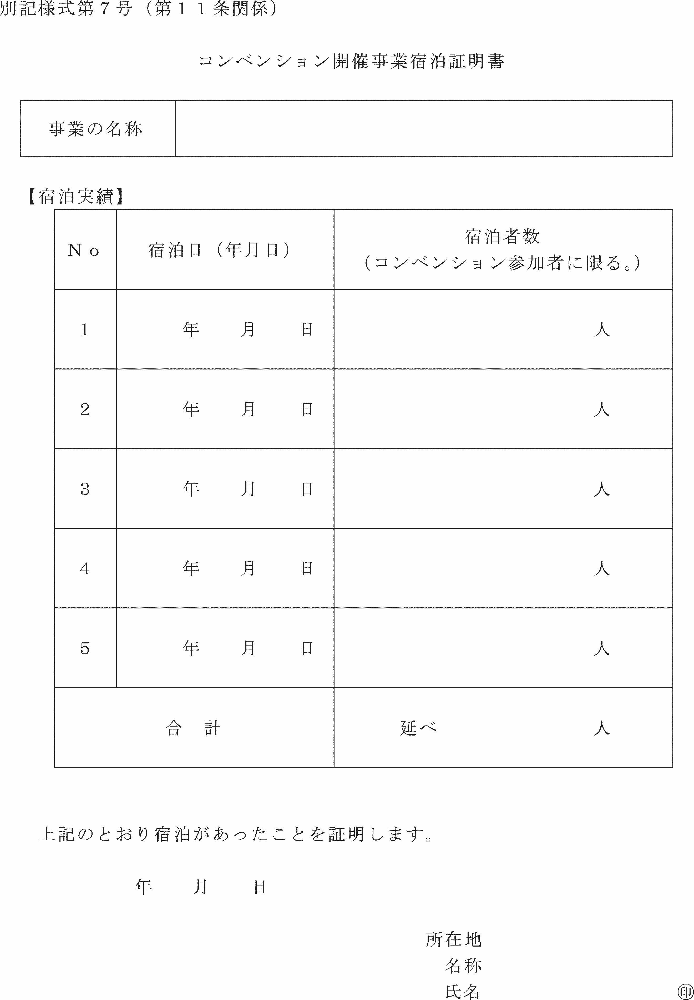 別記様式第７号（第１１条関係）
コンベンション開催事業宿泊証明書
事業の名称
【宿泊実績】
Ｎｏ 宿泊日（年月日） 宿泊者数
（コンベンション参加者に限る。）
１ 年 月 日 人
２ 年 月 日 人
３ 年 月 日 人
４ 年 月 日 人
５ 年 月 日 人
合 計 延べ 人
上記のとおり宿泊があったことを証明します。
年 月 日
所在地
名称
氏名 ㊞